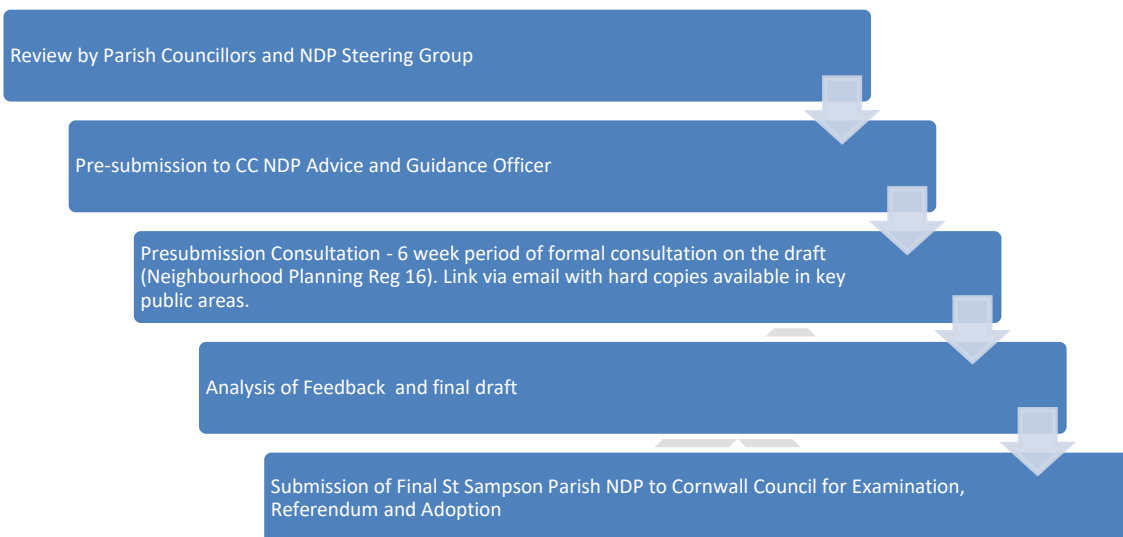 Review by Parish Councillors and NDP Steering Group
Pre-submission to CC NDP Advice and Guidance Officer
Presubmission Consultation - 6 week period of formal consultation on the draft
(Neighbourhood Planning Reg 16). Link via email with hard copies available in key
public areas.
Analysis of Feedback and final draft
Submission of Final St Sampson Parish NDP to Cornwall Council for Examination,
Referendum and Adoption